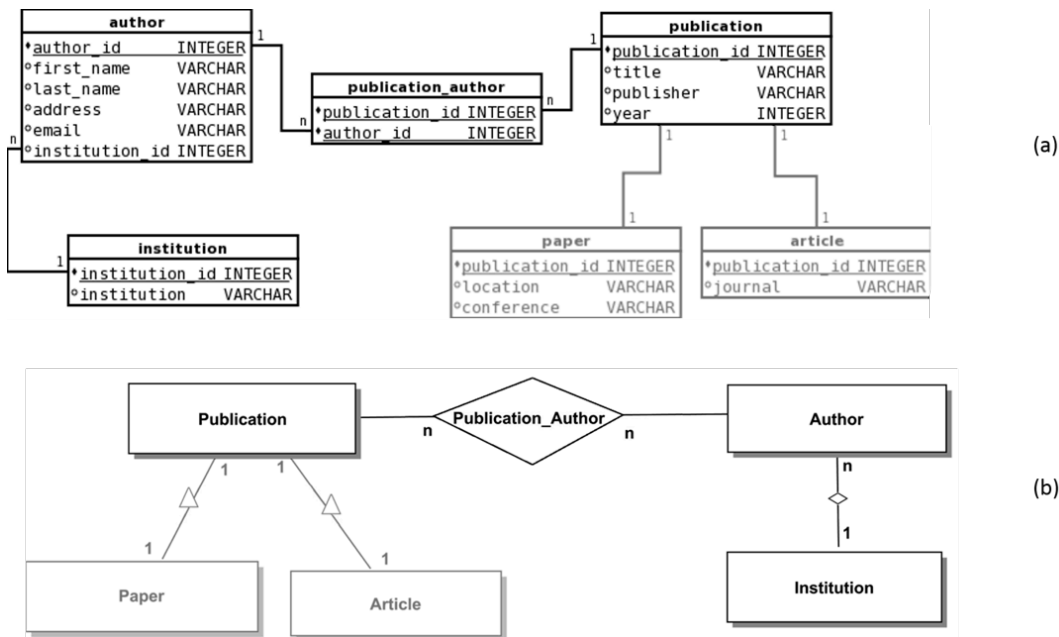 author
author_id INTEGER
first_name VARCHAR
last_name VARCHAR
address VARCHAR
email VARCHAR
institution_id INTEGER
1
n
n
publication_author
publication_id INTEGER
author_id INTEGER
n
1
publication
publication_id INTEGER
title VARCHAR
publisher VARCHAR
year INTEGER
1
1
(a)
institution
institution_id INTEGER
institution VARCHAR
1
1
paper
publication_id INTEGER
location VARCHAR
conference VARCHAR
1
article
publication_id INTEGER
journal VARCHAR
Publication
n
Publication_Author
n
Author
1
1
n
(b)
1
1
1
Paper
Article
Institution